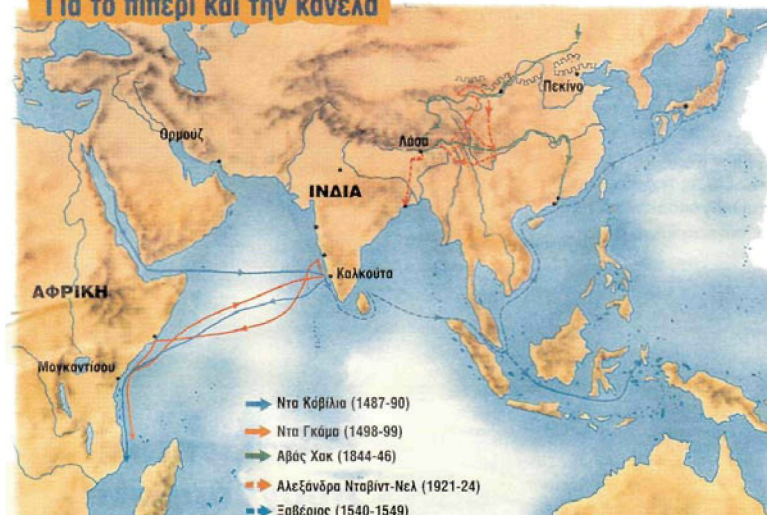 Για το πιπέρι και την κανέλα
Πεκίνο
Ορμούζ
Λάσα
ΙΝΔΙΑ
Καλκούτα
ΑΦΡΙΚΗ
Μογκαντίσου
Ντα Κοβίλια (1487-90)
Ντα Γκάμα (1498-99)
Αβάς Χακ (1844-46)
Αλεξάνδρα Νταβίντ-Νελ (1921-24)
Ξαβέριος (1540-1549)